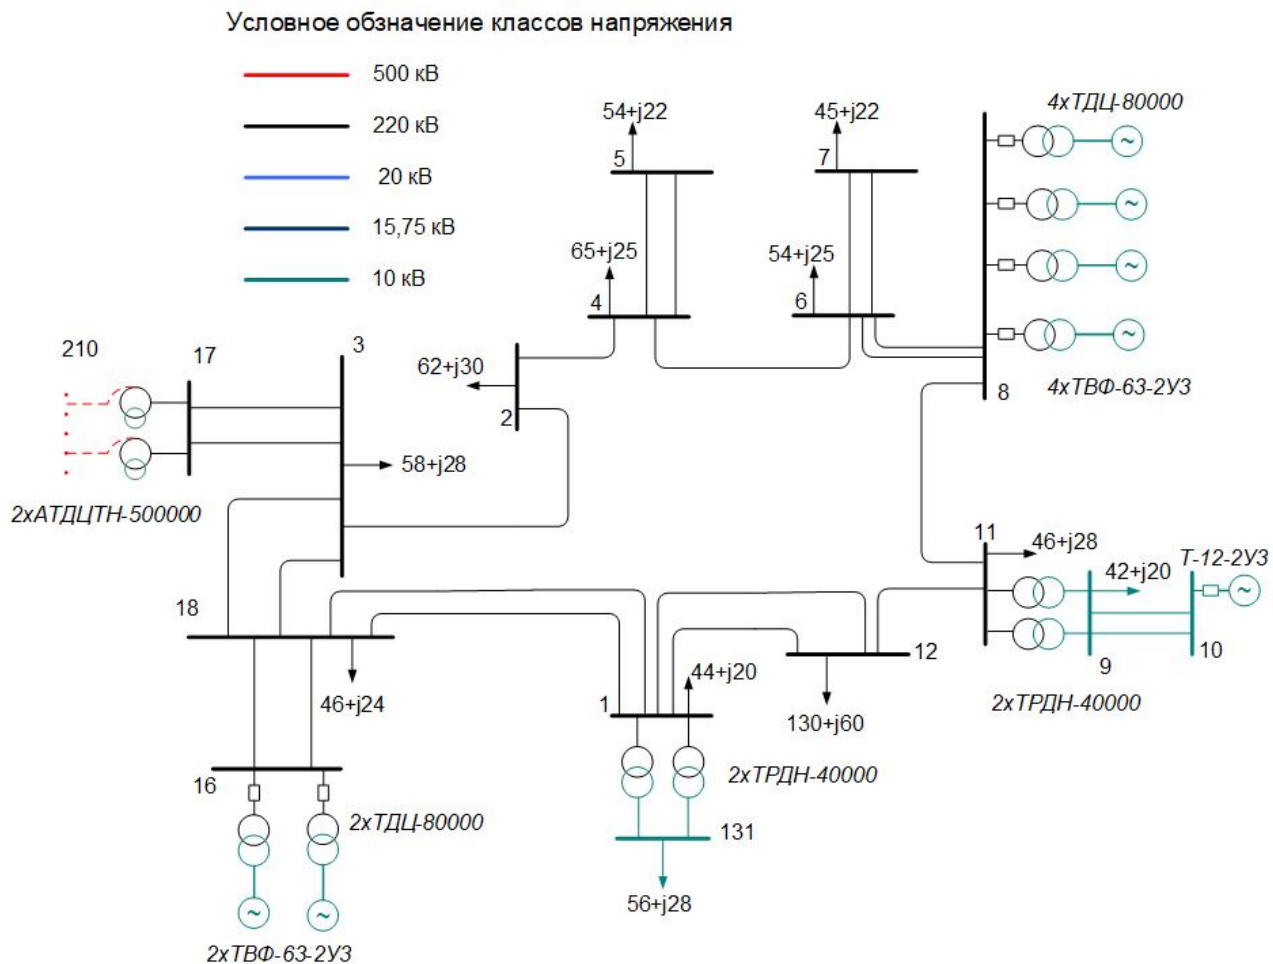 Условное обзначение классов напряжения
500 кВ
220 кВ
20 кВ
15,75 кВ
10 кВ
54+j22
5
45+j22
7
4хТДЦ-80000
65+j25
4
54+j25
6
4хТВФ-63-2УЗ
8
210
17
3
62+j30
2
58+j28
2хАТДЦТН-500000
11
46+j28
Т-12-2УЗ
42+j20
9
10
2хТРДН-40000
18
46+j24
12
44+j20
130+j60
1
2хТРДН-40000
16
2хТДЦ-80000
131
56+j28
2хТВФ-63-2УЗ